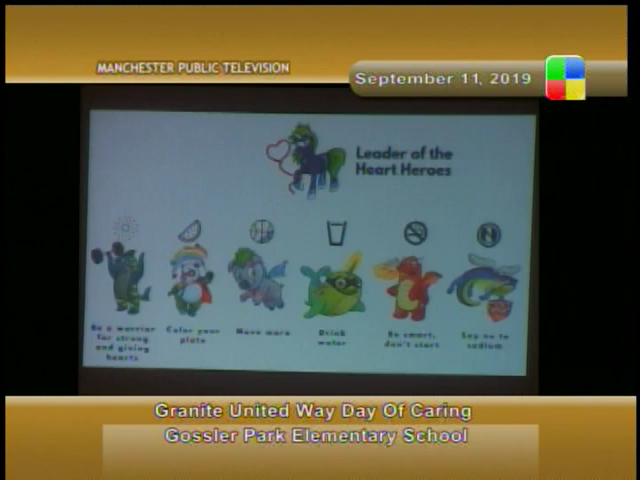 MANCHESTER PUBLIC TELEVISION
September 11, 2019
Leader of the
Heart Heroes
Be a warrior
for strong
and giving
hearts
Color your
plate
Move more
Drink
water
Be smart,
don't start
Say no to
sodium
Granite United Way Day Of Caring
Gossler Park Elementary School